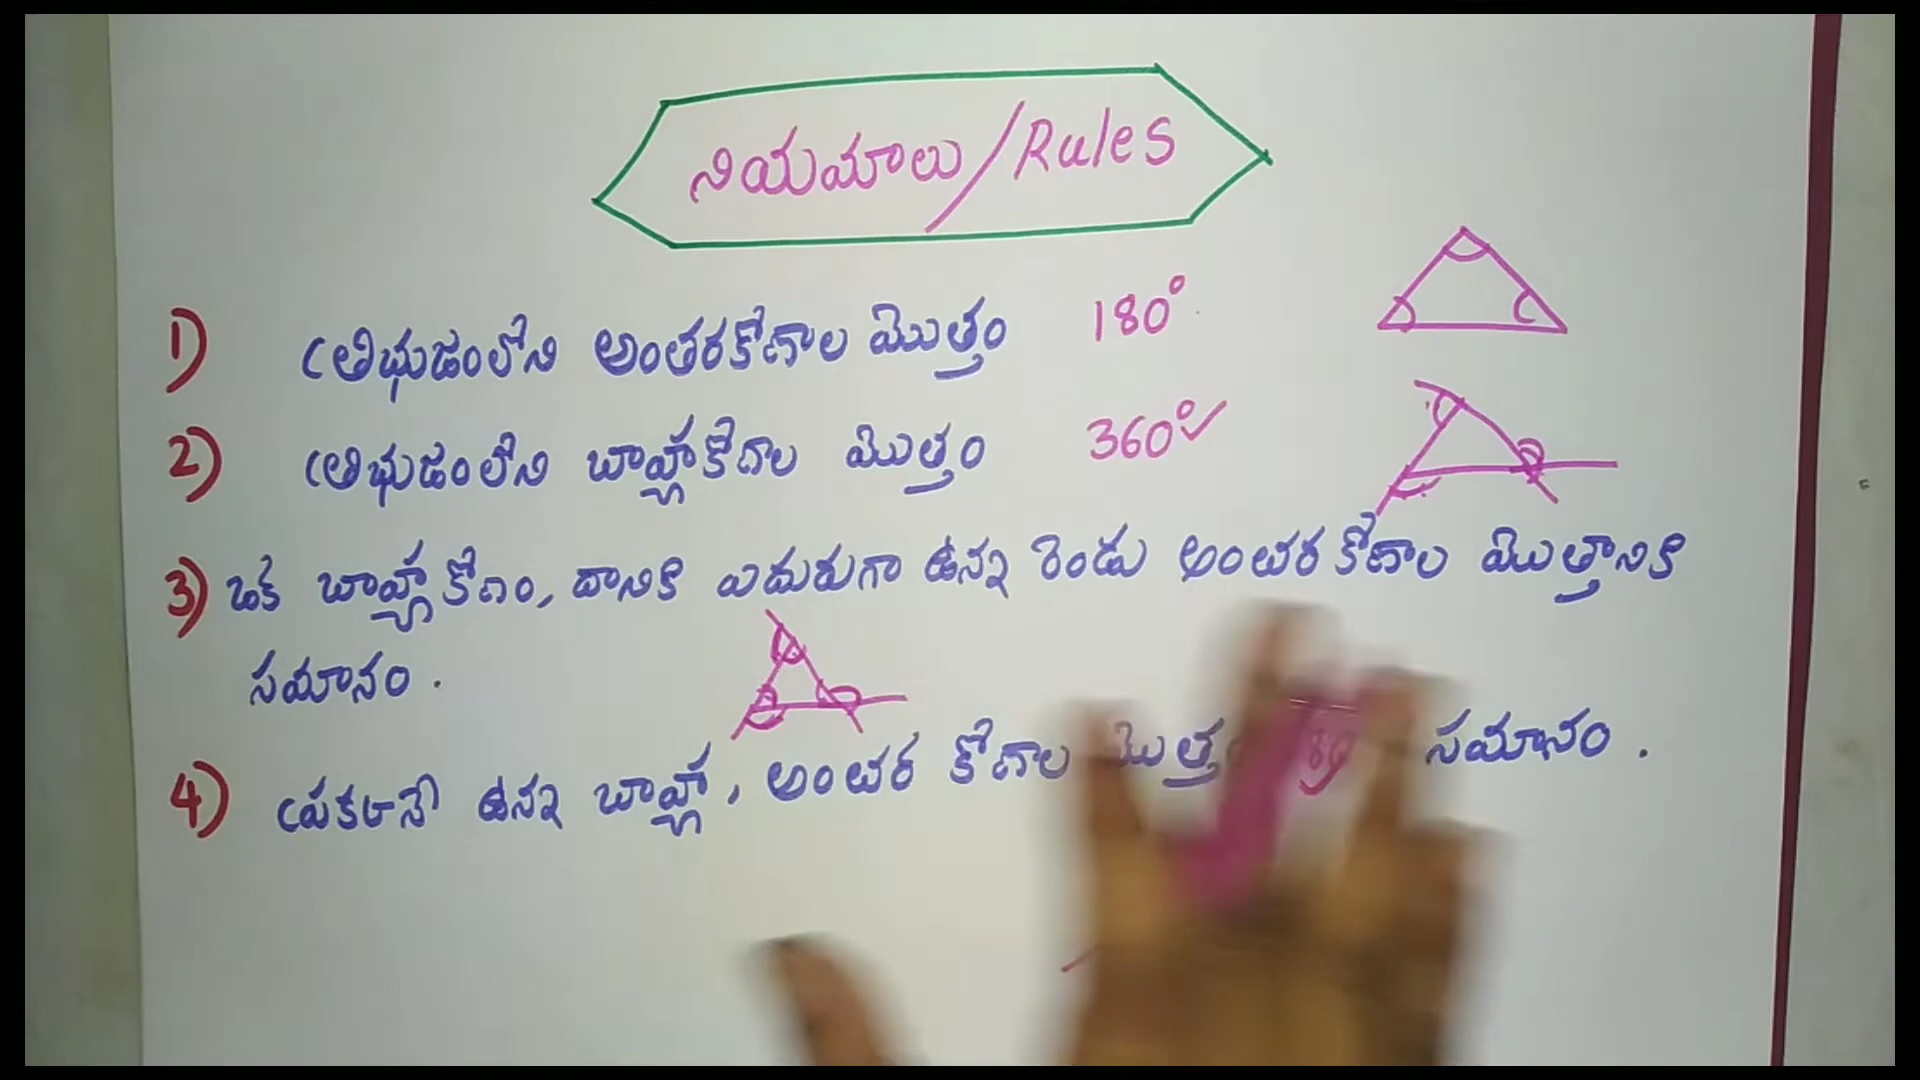 నియమాలు/Rules
1) త్రిభుజంలోని అంతరకోణాల మొత్తం 180°
2) త్రిభుజంలోని బాహ్యకోణాల మొత్తం 360°✓
3) ఒక బాహ్య కోణం, దానికి ఎదురుగా ఉన్న రెండు అంతర కోణాల మొత్తానికి
సమానం.
4) ప్రక్కనే ఉన్న బాహ్య, అంతర కోణాల సమానం.